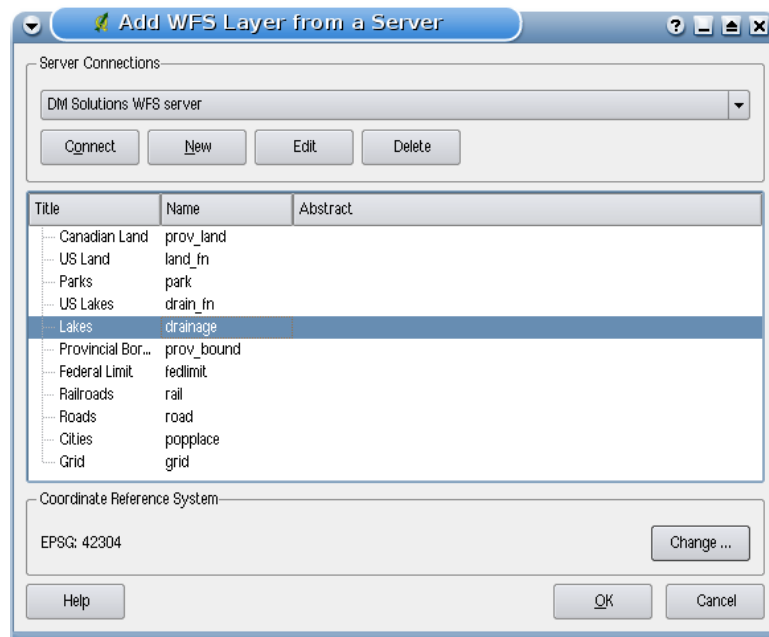 Add WFS Layer from a Server
Server Connections
DM Solutions WFS server
Connect New Edit Delete
Title Name Abstract
Canadian Land prov_land
US Land land_fn
Parks park
US Lakes drain_fn
Lakes drainage
Provincial Bor... prov_bound
Federal Limit fedlimit
Railroads rail
Roads road
Cities popplace
Grid grid
Coordinate Reference System
EPSG: 42304 Change ...
Help OK Cancel